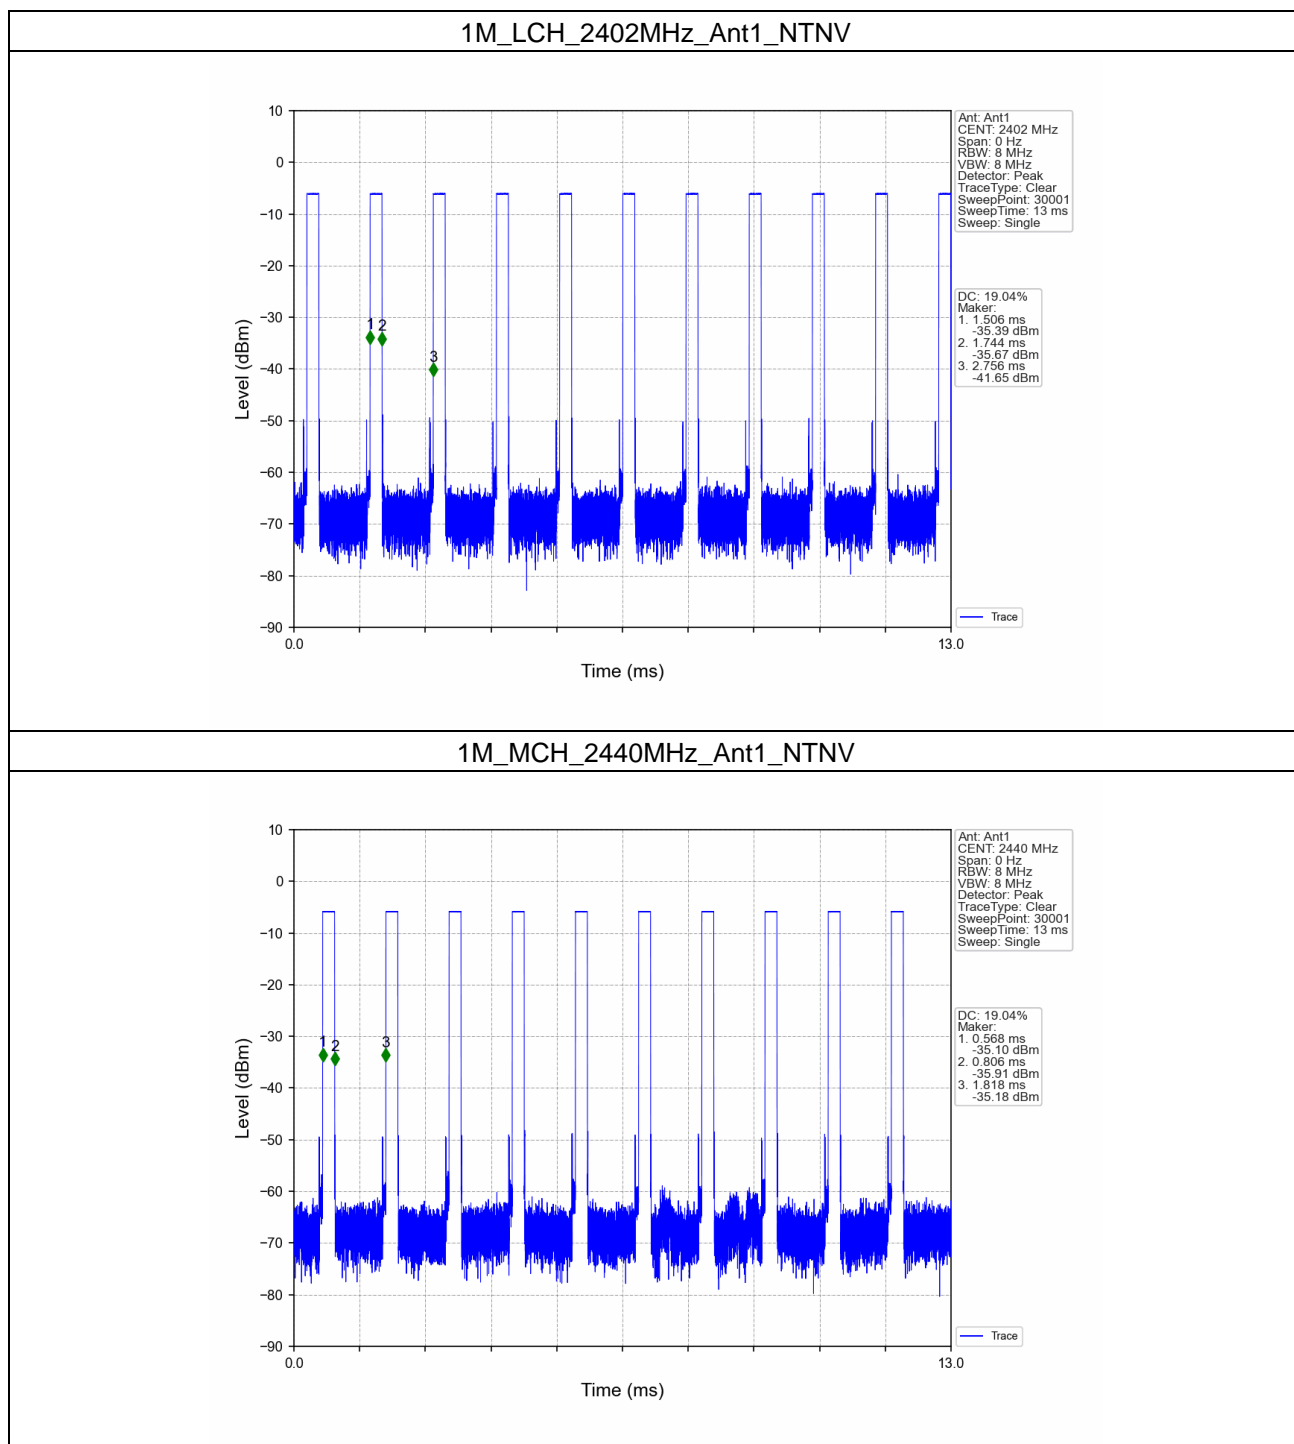 1M_LCH_2402MHz_Ant1_NTNV
10
0
−10
−20
−30
−40
−50
−60
−70
−80
−90
Level (dBm)
1
2
3
0.0
13.0
Time (ms)
Ant: Ant1
CENT: 2402 MHz
Span: 0 Hz
RBW: 8 MHz
VBW: 8 MHz
Detector: Peak
TraceType: Clear
SweepPoint: 30001
SweepTime: 13 ms
Sweep: Single
DC: 19.04%
Maker:
1. 1.506 ms
-35.39 dBm
2. 1.744 ms
-35.67 dBm
3. 2.756 ms
-41.65 dBm
Trace
1M_MCH_2440MHz_Ant1_NTNV
10
0
−10
−20
−30
−40
−50
−60
−70
−80
−90
Level (dBm)
1
2
3
0.0
13.0
Time (ms)
Ant: Ant1
CENT: 2440 MHz
Span: 0 Hz
RBW: 8 MHz
VBW: 8 MHz
Detector: Peak
TraceType: Clear
SweepPoint: 30001
SweepTime: 13 ms
Sweep: Single
DC: 19.04%
Maker:
1. 0.568 ms
-35.10 dBm
2. 0.806 ms
-35.91 dBm
3. 1.818 ms
-35.18 dBm
Trace